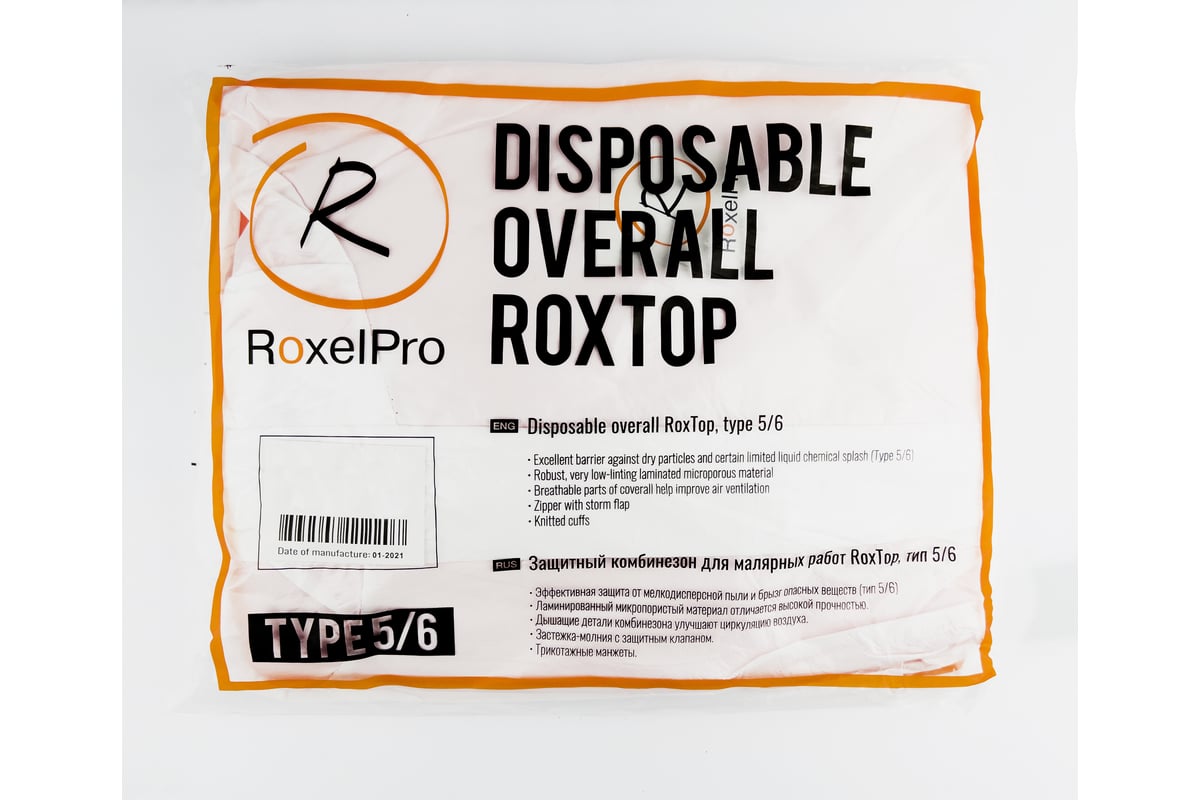 R
RoxelPro
DISPOSABLE
OVERALL
ROXTOP
R
RoxelP
ENG Disposable overall RoxTop, type 5/6
· Excellent barrier against dry particles and certain limited liquid chemical splash (Type 5/6)
· Robust, very low-linting laminated microporous material
· Breathable parts of coverall help improve air ventilation
· Zipper with storm flap
· Knitted cuffs
Date of manufacture: 01-2021
RUS Защитный комбинезон для малярных работ RoxTop, тип 5/6
· Эффективная защита от мелкодисперсной пыли и брызг опасных веществ (тип 5/6)
· Ламинированный микропористый материал отличается высокой прочностью.
· Дышащие детали комбинезона улучшают циркуляцию воздуха.
· Застежка-молния с защитным клапаном.
· Трикотажные манжеты.
TYPE 5/6